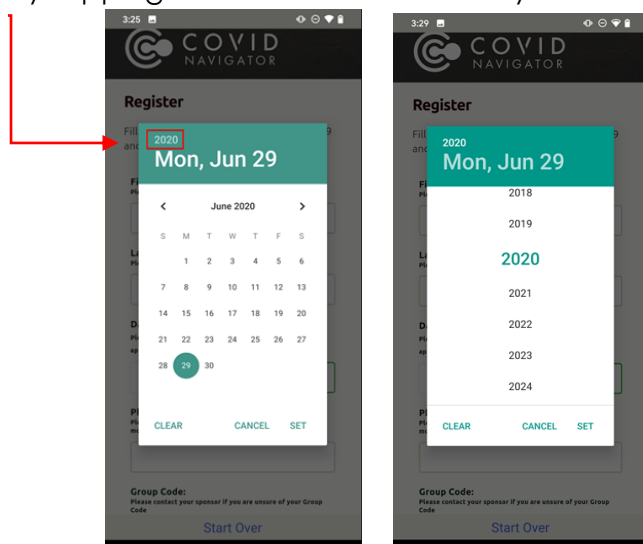 3:25
COVID
NAVIGATOR
Register
Fill 9
and
2020
Mon, Jun 29
June 2020
S M T W T F S
1 2 3 4 5 6
7 8 9 10 11 12 13
14 15 16 17 18 19 20
21 22 23 24 25 26 27
28 29 30
CLEAR CANCEL SET
Group Code:
Please contact your sponsor if you are unsure of your Group
Code
Start Over
3:29
COVID
NAVIGATOR
Register
Fill 9
and
2020
Mon, Jun 29
2018
2019
2020
2021
2022
2023
2024
CLEAR CANCEL SET
Group Code:
Please contact your sponsor if you are unsure of your Group
Code
Start Over